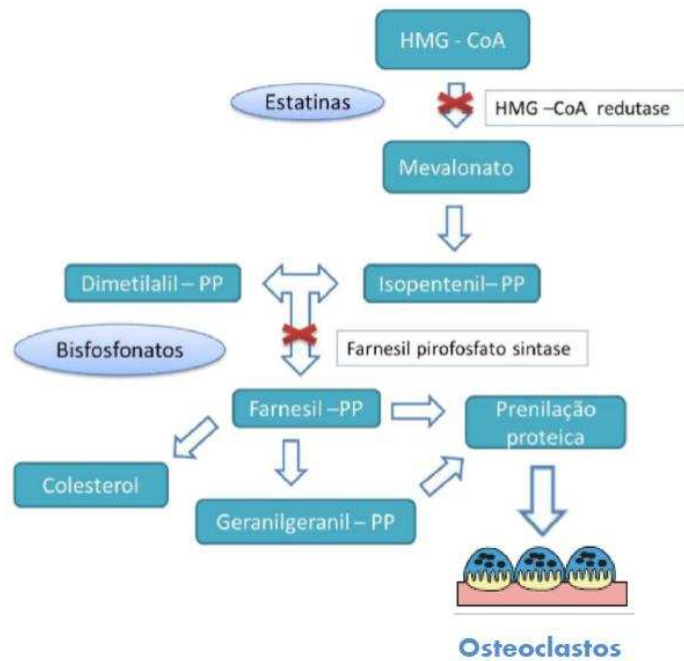 HMG - CoA
Estatinas
HMG –CoA redutase
Mevalonato
Dimetilalil – PP
Isopentenil– PP
Bisfosfonatos
Farnesil pirofosfato sintase
Farnesil –PP
Prenilação
proteica
Colesterol
Geranilgeranil – PP
Osteoclastos